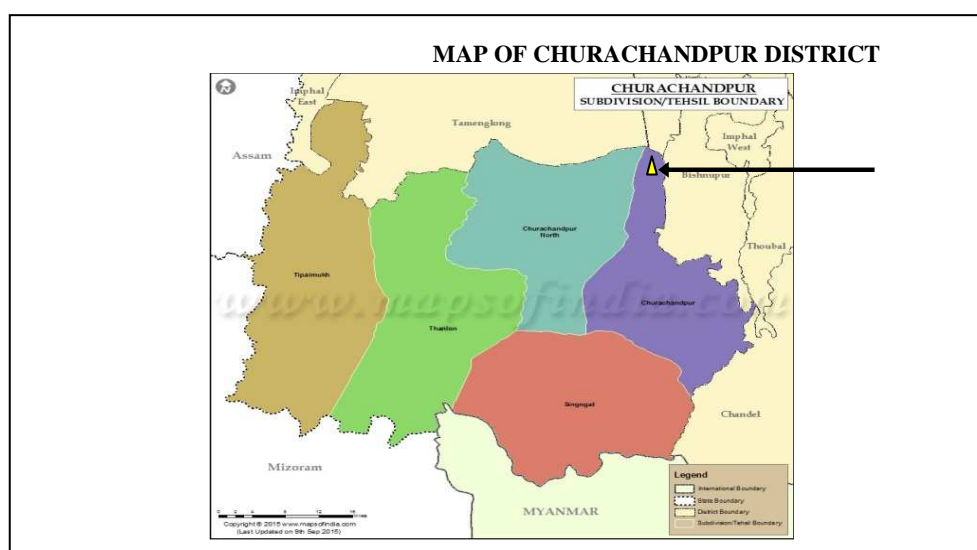 MAP OF CHURACHANDPUR DISTRICT
CHURACHANDPUR
SUBDIVISION/TEHSIL BOUNDARY
N
Imphal
East
Tamenglong
Imphal
West
Assam
Bishnupur
Churachandpur
North
Thoubal
Tipaimukh
Churachandpur
www.mapsofindia.com
Thanlon
Singngat
Chandel
Mizoram
MYANMAR
Legend
International Boundary
State Boundary
District Boundary
Subdivision/Tehsil Boundary
Copyright © 2015 www.mapsofindia.com
(Last Updated on 9th Sep 2015)